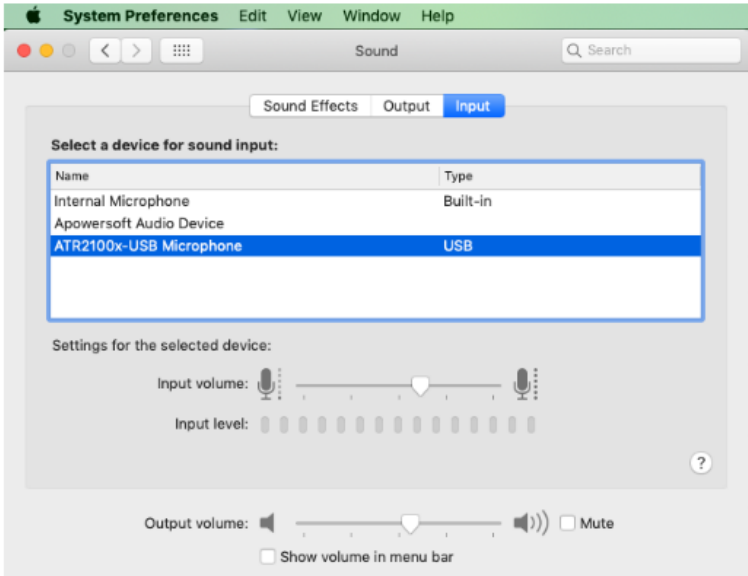 System Preferences Edit View Window Help
Sound
Search
Sound Effects Output Input
Select a device for sound input:
Name Type
Internal Microphone Built-in
Apowersoft Audio Device
ATR2100x-USB Microphone USB
Settings for the selected device:
Input volume:
Input level:
?
Output volume: Mute
Show volume in menu bar